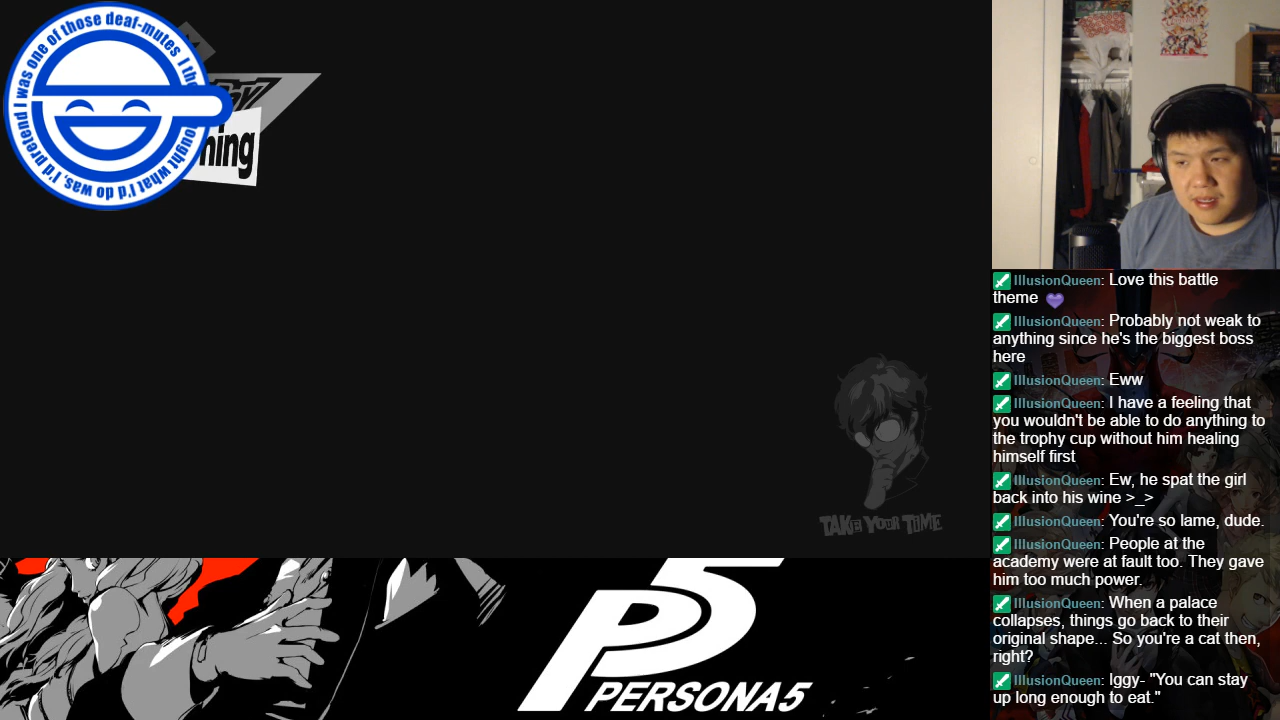 I thought what I'd do was, I'd pretend I was one of those deaf-mutes
TAKE YOUR TIME
P5
PERSONA5
IllusionQueen: Love this battle
theme
IllusionQueen: Probably not weak to
anything since he's the biggest boss
here
IllusionQueen: Eww
IllusionQueen: I have a feeling that
you wouldn't be able to do anything to
the trophy cup without him healing
himself first
IllusionQueen: Ew, he spat the girl
back into his wine >_>
IllusionQueen: You're so lame, dude.
IllusionQueen: People at the
academy were at fault too. They gave
him too much power.
IllusionQueen: When a palace
collapses, things go back to their
original shape... So you're a cat then,
right?
IllusionQueen: Iggy- "You can stay
up long enough to eat."